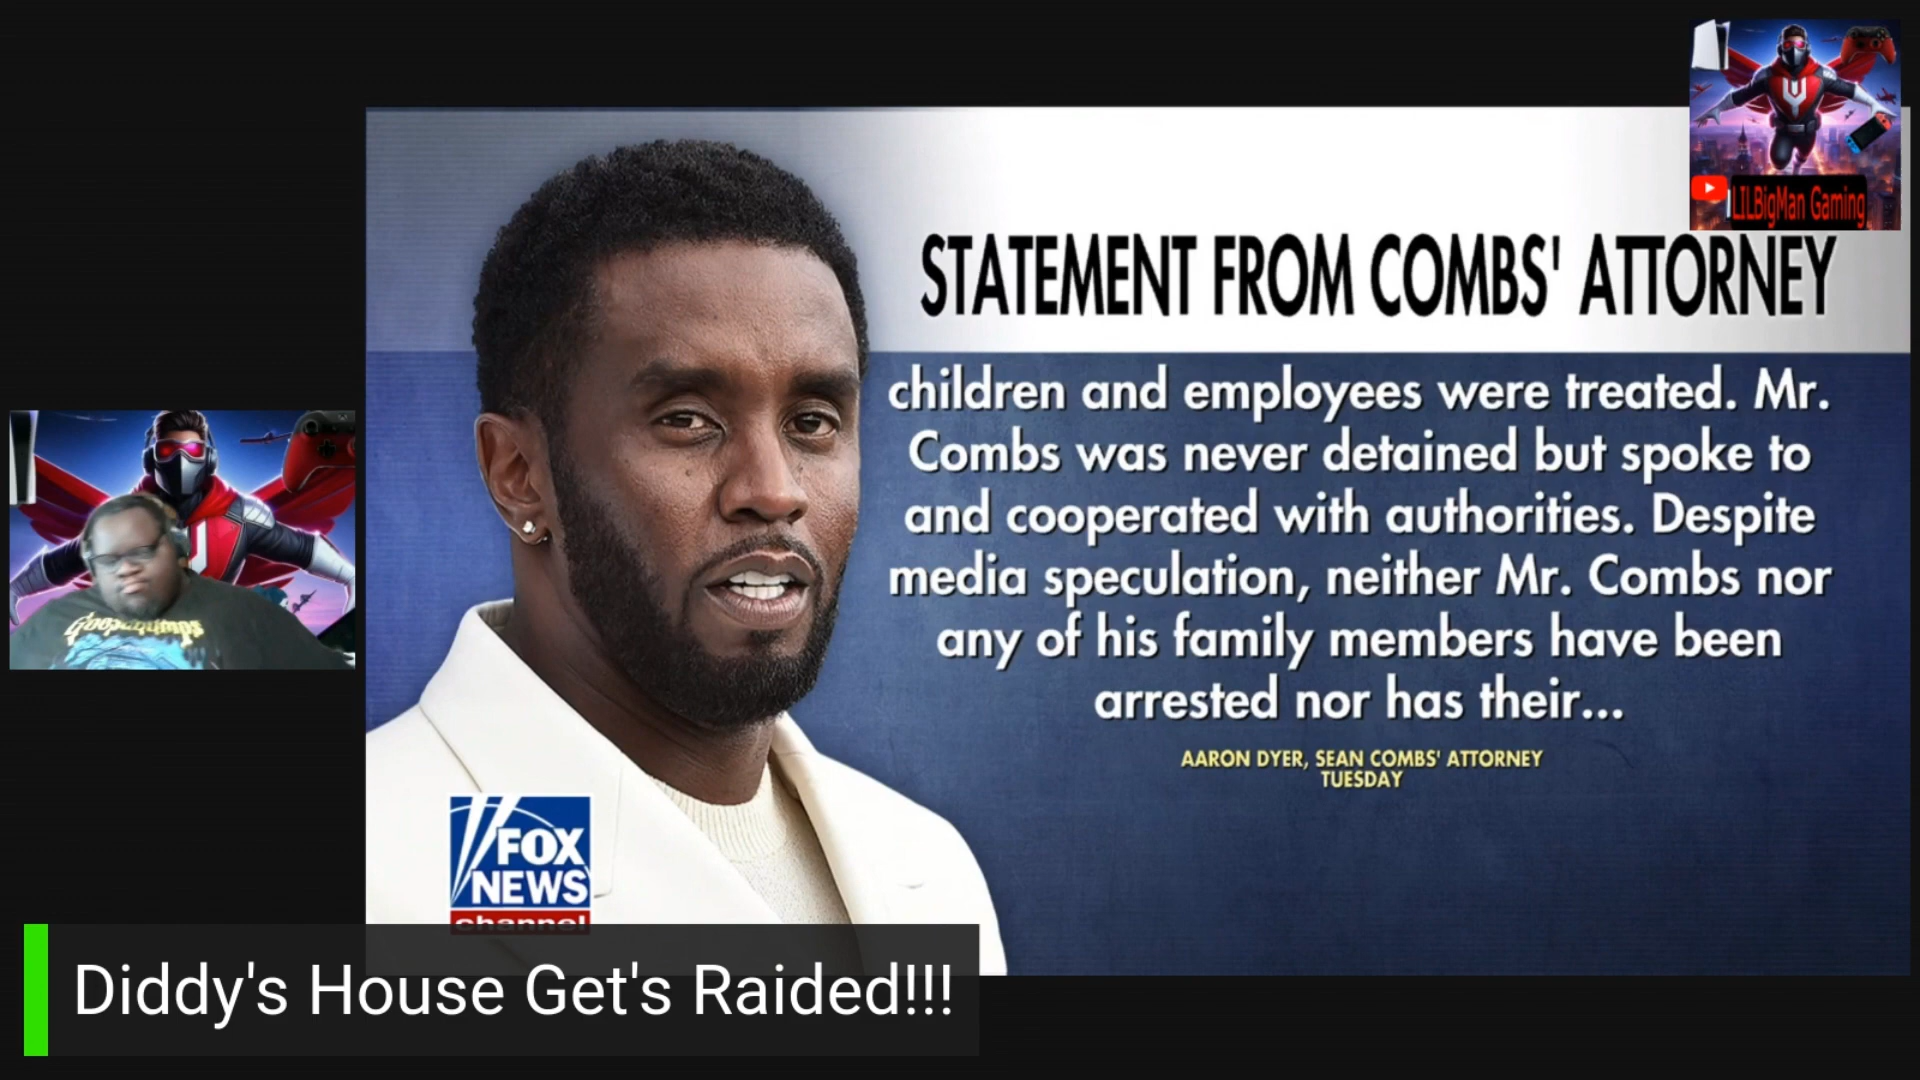 LILBigMan Gaming
STATEMENT FROM COMBS' ATTORNEY
children and employees were treated. Mr.
Combs was never detained but spoke to
and cooperated with authorities. Despite
media speculation, neither Mr. Combs nor
any of his family members have been
arrested nor has their...
AARON DYER, SEAN COMBS' ATTORNEY
TUESDAY
Goosebumps
FOX
NEWS
channel
Diddy's House Get's Raided!!!